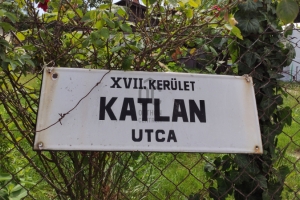 XVII. KERÜLET
KATLAN
UTCA